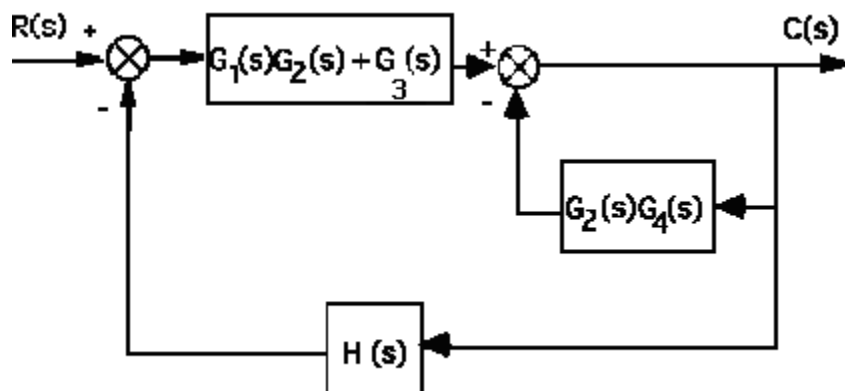 R(s) +
-
G₁(s)G₂(s) + G₃(s)
+
-
C(s)
G₂(s)G₄(s)
H (s)